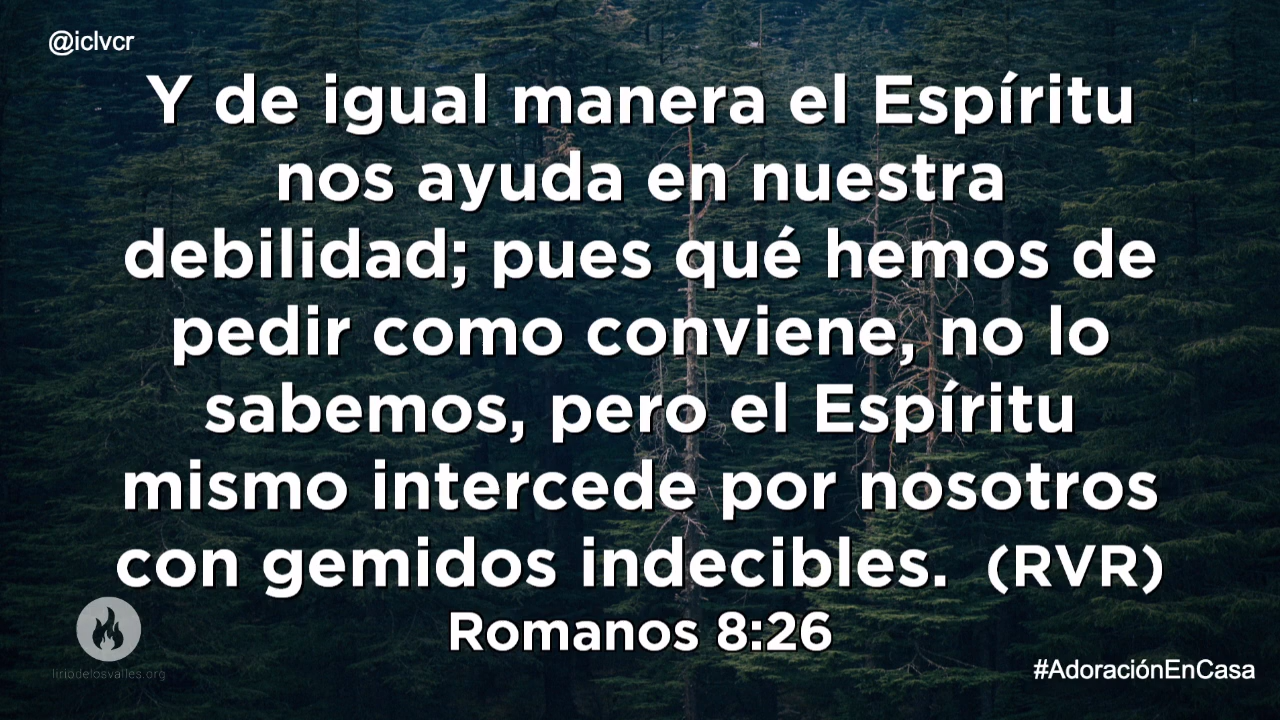 @iclvcr
Y de igual manera el Espíritu
nos ayuda en nuestra
debilidad; pues qué hemos de
pedir como conviene, no lo
sabemos, pero el Espíritu
mismo intercede por nosotros
con gemidos indecibles. (RVR)
Romanos 8:26
liriodelosvalles.org
#AdoraciónEnCasa